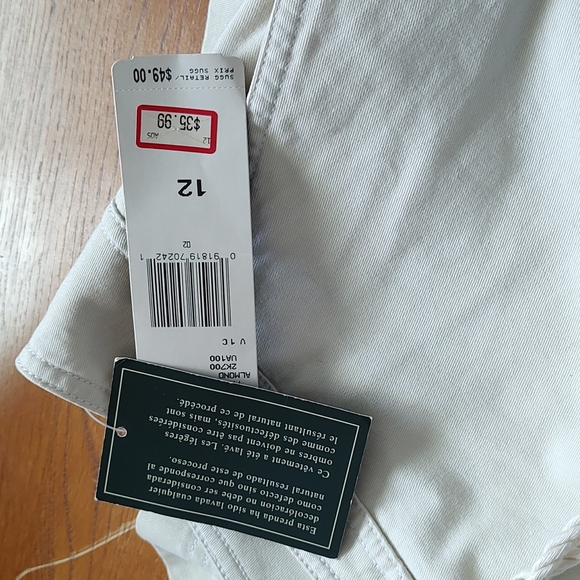 SUGG RETAIL/
PRIX SUGG
$49.00
12
ADS
$35.99
12
02
0 91819 70242 1
V 1 C
UA100
2K700
ALMOND
Esta prenda ha sido lavada cualquier
decoloración no debe ser considerada
como defecto sino que corresponde al
natural resultado de este proceso.
Ce vêtement a été lavé. Les légères
ombres ne doivent pas être considérées
comme des défectuosités, mais sont
le résultant natural de ce procédé.